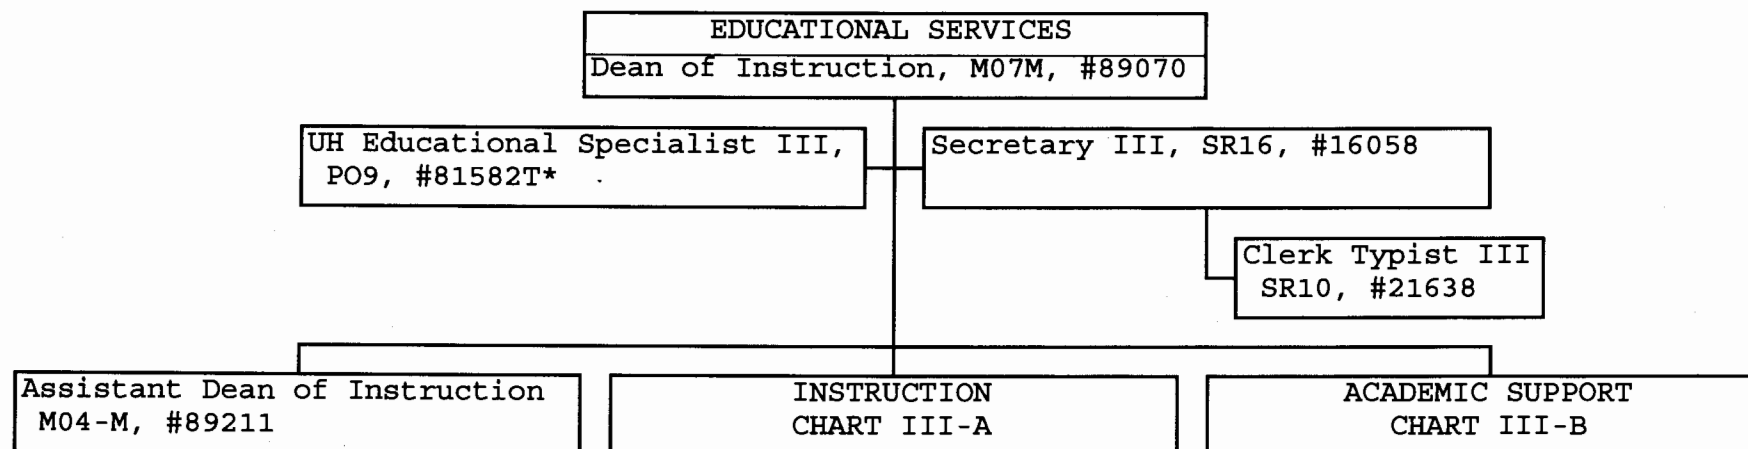 EDUCATIONAL SERVICES
Dean of Instruction, M07M, #89070
UH Educational Specialist III,
PO9, #81582T*
Secretary III, SR16, #16058
Clerk Typist III
SR10, #21638
Assistant Dean of Instruction
M04-M, #89211
INSTRUCTION
CHART III-A
ACADEMIC SUPPORT
CHART III-B